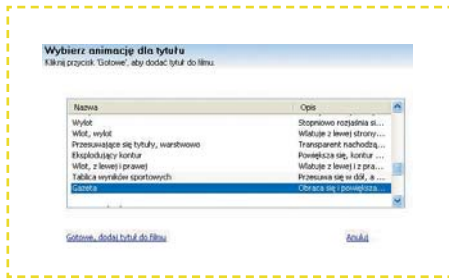 Wybierz animację dla tytułu
Kliknij przycisk 'Gotowe', aby dodać tytuł do filmu.
Nazwa Opis
Wylot Stopniowo rozjaśnia si...
Wlot, wylot Wlatuje z lewej strony...
Przesuwające się tytuły, warstwowo Transparent nachodzą...
Eksplodujący kontur Powiększa się, kontur ...
Wlot, z lewej i prawej Wlatuje z lewej i z pra...
Tablica wyników sportowych Przesuwa się w dół, a ...
Gazeta Obraca się i powiększa...
Gotowe, dodaj tytuł do filmu Anuluj